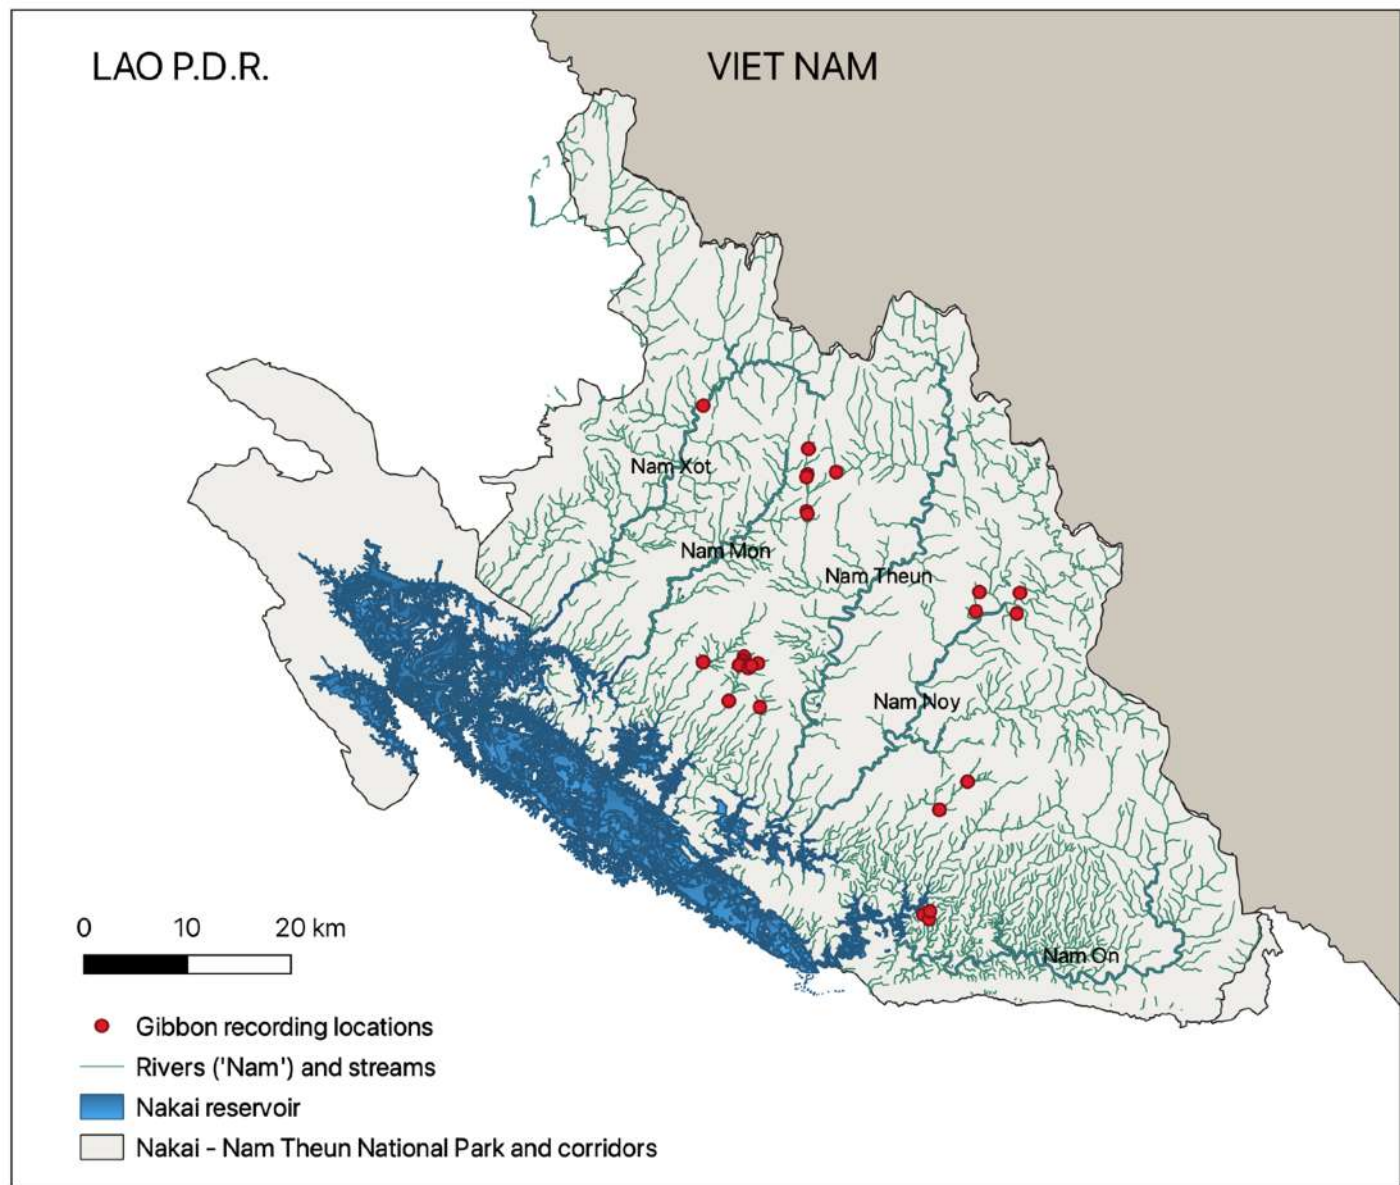 LAO P.D.R.
VIET NAM
Nam Xot
Nam Mon
Nam Theun
Nam Noy
Nam On
0 10 20 km
Gibbon recording locations
Rivers ('Nam') and streams
Nakai reservoir
Nakai - Nam Theun National Park and corridors